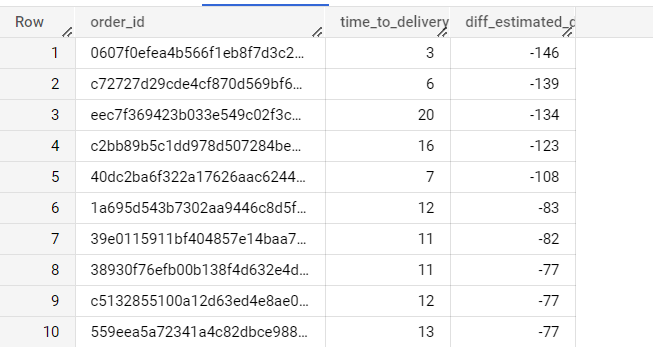 Row order_id time_to_delivery diff_estimated_d
1 0607f0efea4b566f1eb8f7d3c2... 3 -146
2 c72727d29cde4cf870d569bf6... 6 -139
3 eec7f369423b033e549c02f3c... 20 -134
4 c2bb89b5c1dd978d507284be... 16 -123
5 40dc2ba6f322a17626aac6244... 7 -108
6 1a695d543b7302aa9446c8d5f... 12 -83
7 39e0115911bf404857e14baa7... 11 -82
8 38930f76efb00b138f4d632e4d... 11 -77
9 c5132855100a12d63ed4e8ae0... 12 -77
10 559eea5a72341a4c82dbce988... 13 -77